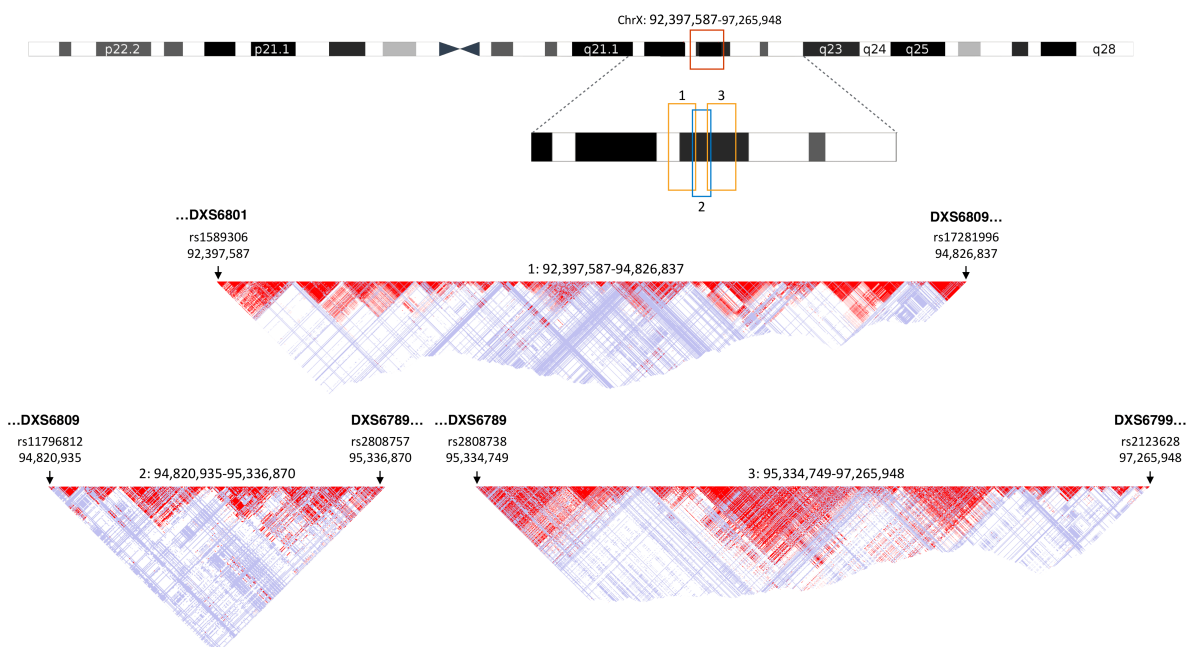 ChrX: 92,397,587-97,265,948
p22.2 p21.1 q21.1 q23 q24 q25 q28
1 3
2
...DXS6801 DXS6809...
rs1589306 rs17281996
92,397,587 94,826,837
1: 92,397,587-94,826,837
...DXS6809 DXS6789... ...DXS6789 DXS6799...
rs11796812 rs2808757 rs2808738 rs2123628
94,820,935 95,336,870 95,334,749 97,265,948
2: 94,820,935-95,336,870 3: 95,334,749-97,265,948